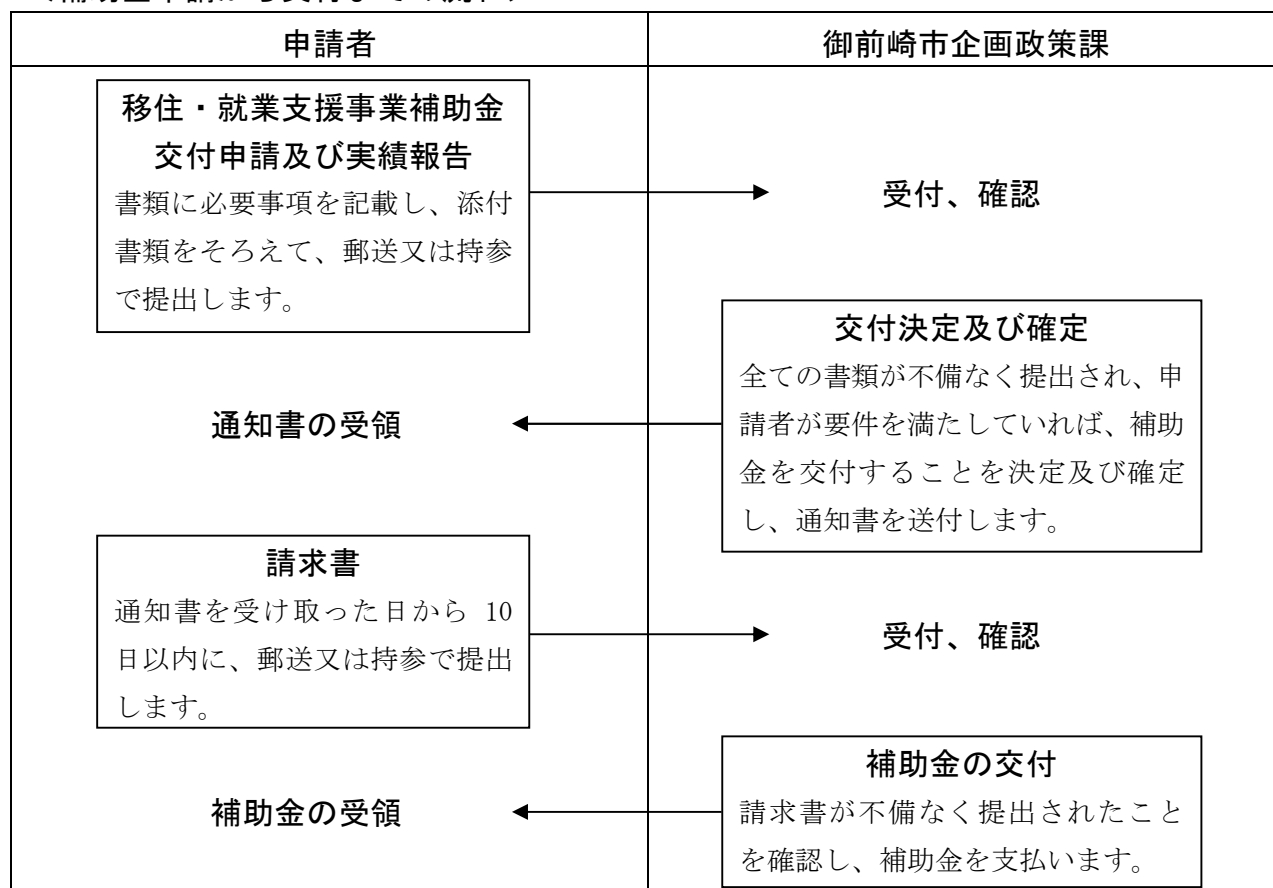 申請者
御前崎市企画政策課
移住・就業支援事業補助金
交付申請及び実績報告
書類に必要事項を記載し、添付
書類をそろえて、郵送又は持参
で提出します。
受付、確認
交付決定及び確定
全ての書類が不備なく提出され、申
請者が要件を満たしていれば、補助
金を交付することを決定及び確定
し、通知書を送付します。
通知書の受領
請求書
通知書を受け取った日から 10
日以内に、郵送又は持参で提出
します。
受付、確認
補助金の交付
請求書が不備なく提出されたこと
を確認し、補助金を支払います。
補助金の受領